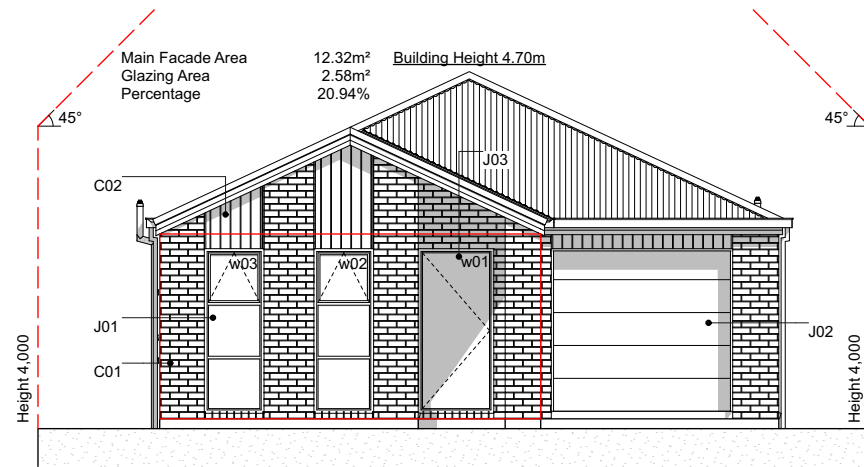 Main Facade Area 12.32m² Building Height 4.70m
Glazing Area 2.58m²
Percentage 20.94%
45°
45°
J03
C02
w03
w02
w01
J01
J02
C01
Height 4,000
Height 4,000